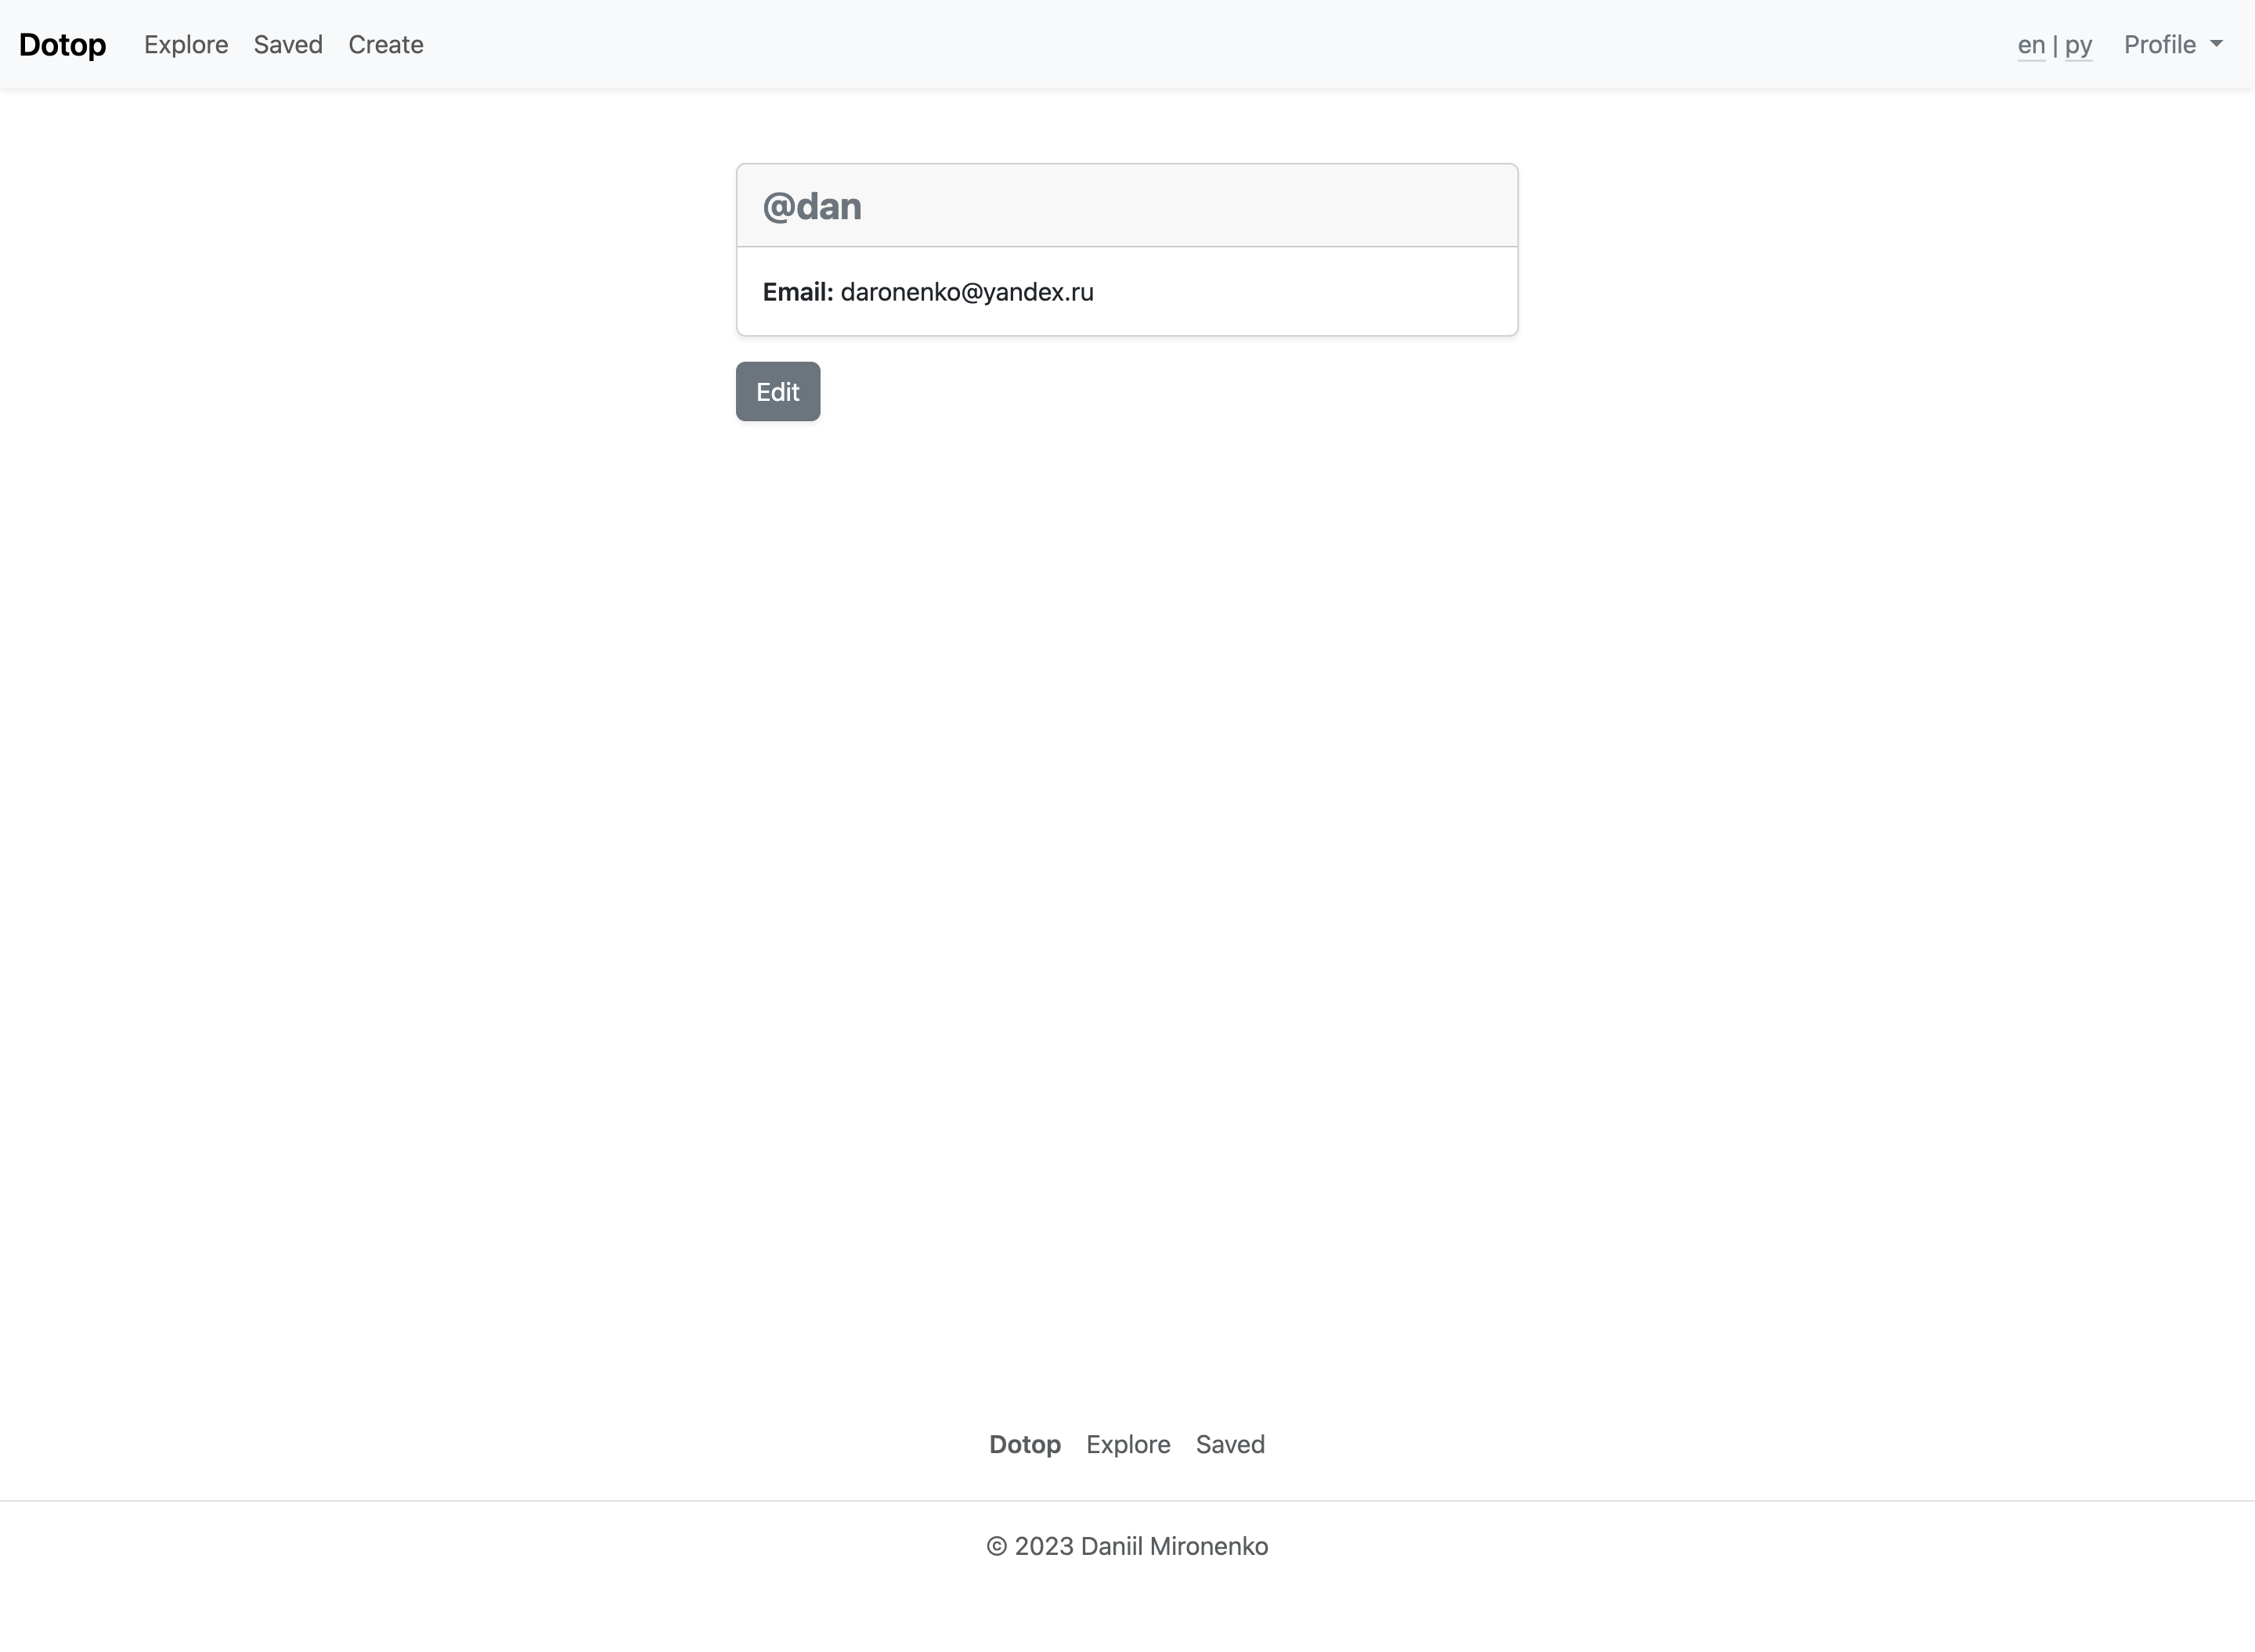 Dotop Explore Saved Create en | ру Profile
@dan
Email: daronenko@yandex.ru
Edit
Dotop Explore Saved
© 2023 Daniil Mironenko